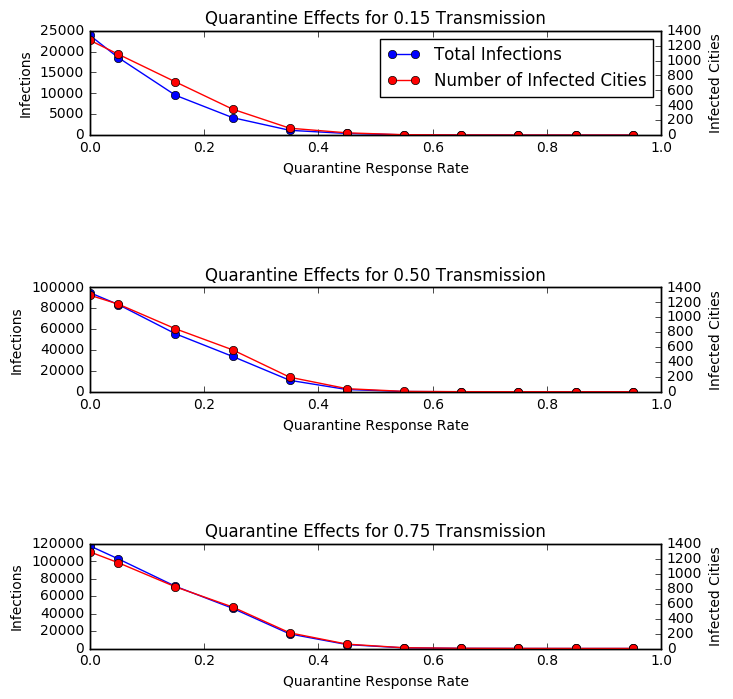 Quarantine Effects for 0.15 Transmission
25000
20000
15000
10000
5000
0
Infections
1400
1200
1000
800
600
400
200
0
Infected Cities
Total Infections
Number of Infected Cities
0.0 0.2 0.4 0.6 0.8 1.0
Quarantine Response Rate
Quarantine Effects for 0.50 Transmission
100000
80000
60000
40000
20000
0
Infections
1400
1200
1000
800
600
400
200
0
Infected Cities
0.0 0.2 0.4 0.6 0.8 1.0
Quarantine Response Rate
Quarantine Effects for 0.75 Transmission
120000
100000
80000
60000
40000
20000
0
Infections
1400
1200
1000
800
600
400
200
0
Infected Cities
0.0 0.2 0.4 0.6 0.8 1.0
Quarantine Response Rate